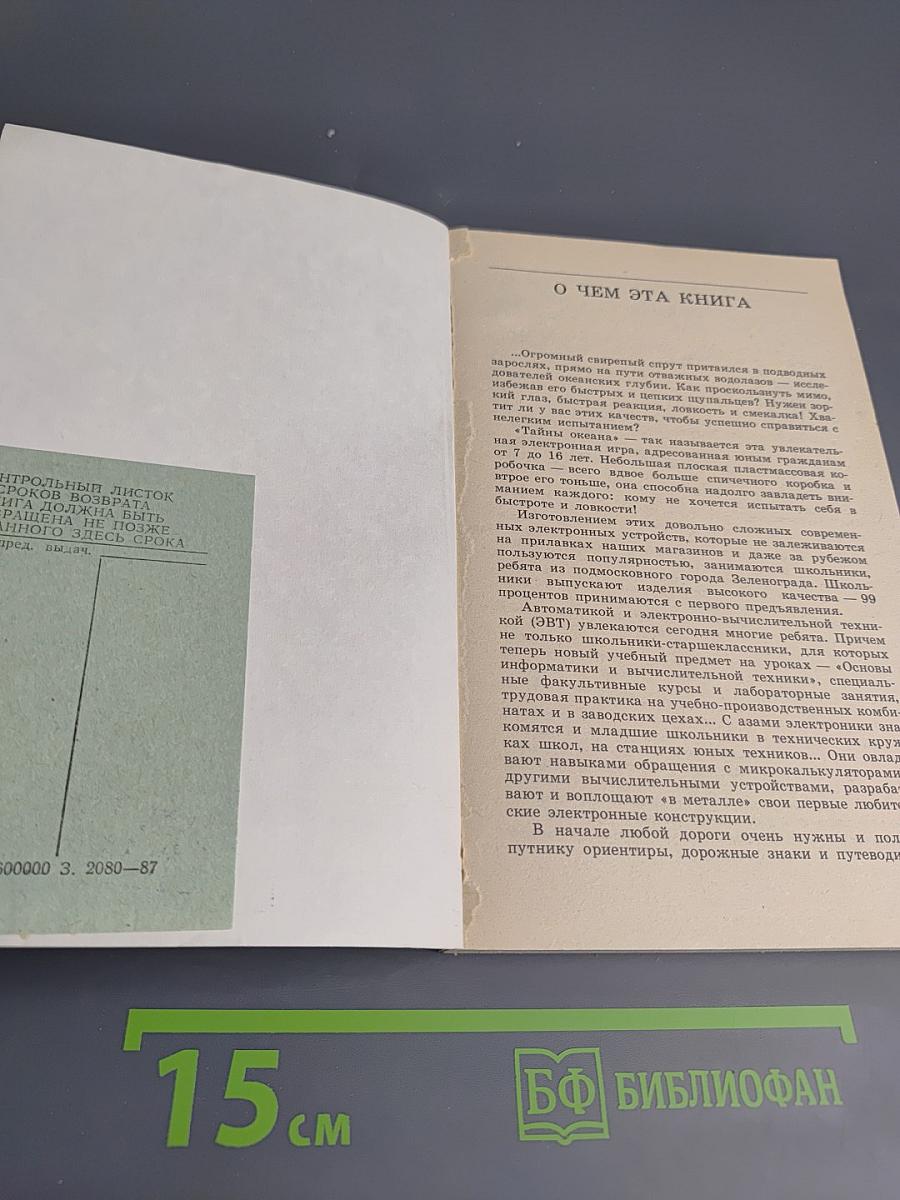 НТРОЛЬНЫЙ ЛИСТОК
СРОКОВ ВОЗВРАТА
ИГА ДОЛЖНА БЫТЬ
ВРАЩЕНА НЕ ПОЗЖЕ
АННОГО ЗДЕСЬ СРОКА
пред. выдач.
600000 З. 2080—87
О ЧЕМ ЭТА КНИГА
...Огромный свирепый спрут притаился в подводных
зарослях, прямо на пути отважных водолазов — иссле-
дователей океанских глубин. Как проскользнуть мимо,
избежав его быстрых и цепких щупальцев? Нужен зор-
кий глаз, быстрая реакция, ловкость и смекалка! Хва-
тит ли у вас этих качеств, чтобы успешно справиться с
нелегким испытанием?
«Тайны океана» — так называется эта увлекатель-
ная электронная игра, адресованная юным гражданам
от 7 до 16 лет. Небольшая плоская пластмассовая ко-
робочка — всего вдвое больше спичечного коробка и
втрое его тоньше, она способна надолго завладеть вни-
манием каждого: кому не хочется испытать себя в
быстроте и ловкости!
Изготовлением этих довольно сложных современ-
ных электронных устройств, которые не залеживаются
на прилавках наших магазинов и даже за рубежом
пользуются популярностью, занимаются школьники,
ребята из подмосковного города Зеленограда. Школь-
ники выпускают изделия высокого качества — 99
процентов принимаются с первого предъявления.
Автоматикой и электронно-вычислительной техни-
кой (ЭВТ) увлекаются сегодня многие ребята. Причем
не только школьники-старшеклассники, для которых
теперь новый учебный предмет на уроках — «Основы
информатики и вычислительной техники», специаль-
ные факультивные курсы и лабораторные занятия,
трудовая практика на учебно-производственных комби-
натах и в заводских цехах... С азами электроники зна
комятся и младшие школьники в технических круж
ках школ, на станциях юных техников... Они овлад
вают навыками обращения с микрокалькуляторами
другими вычислительными устройствами, разрабат
вают и воплощают «в металле» свои первые любите
ские электронные конструкции.
В начале любой дороги очень нужны и пол
путнику ориентиры, дорожные знаки и путеводи
15 см
БФ БИБЛИОФАН